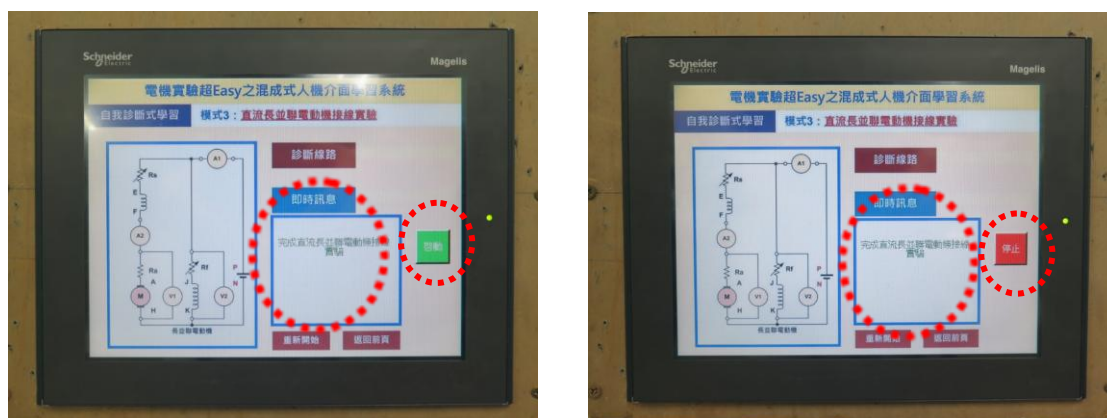 Schneider
Electric
Magelis
電機實驗超Easy之混成式人機介面學習系統
自我診斷式學習
模式3：直流長並聯電動機接線實驗
A1
Rs
E
F
A2
Ra
A
M
H
V1
Rf
J
K
V2
P
N
長並聯電動機
診斷線路
即時訊息
完成直流長並聯電動機接線
實驗
啓動
重新開始
返回前頁
Schneider
Electric
Magelis
電機實驗超Easy之混成式人機介面學習系統
自我診斷式學習
模式3：直流長並聯電動機接線實驗
A1
Rs
E
F
A2
Ra
A
M
H
V1
Rf
J
K
V2
P
N
長並聯電動機
診斷線路
即時訊息
完成直流長並聯電動機接線
實驗
停止
重新開始
返回前頁